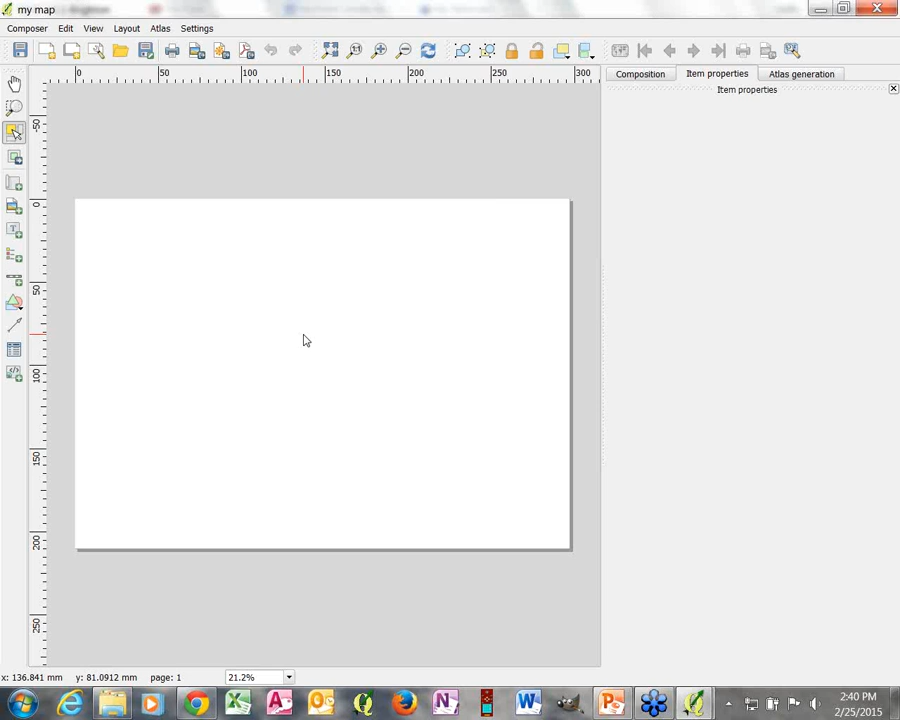 my map
Composer Edit View Layout Atlas Settings
0 50 100 150 200 250 300
Composition Item properties Atlas generation
Item properties
-50
0
50
100
150
200
250
x: 136.841 mm y: 81.0912 mm page: 1 21.2%
2:40 PM
2/25/2015